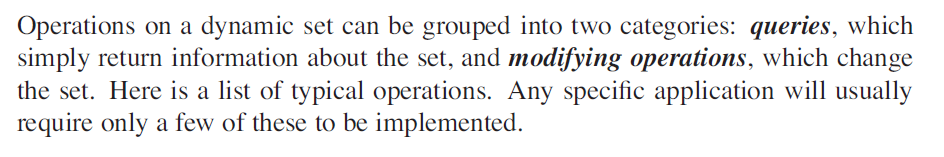 Operations on a dynamic set can be grouped into two categories: queries, which
simply return information about the set, and modifying operations, which change
the set. Here is a list of typical operations. Any specific application will usually
require only a few of these to be implemented.